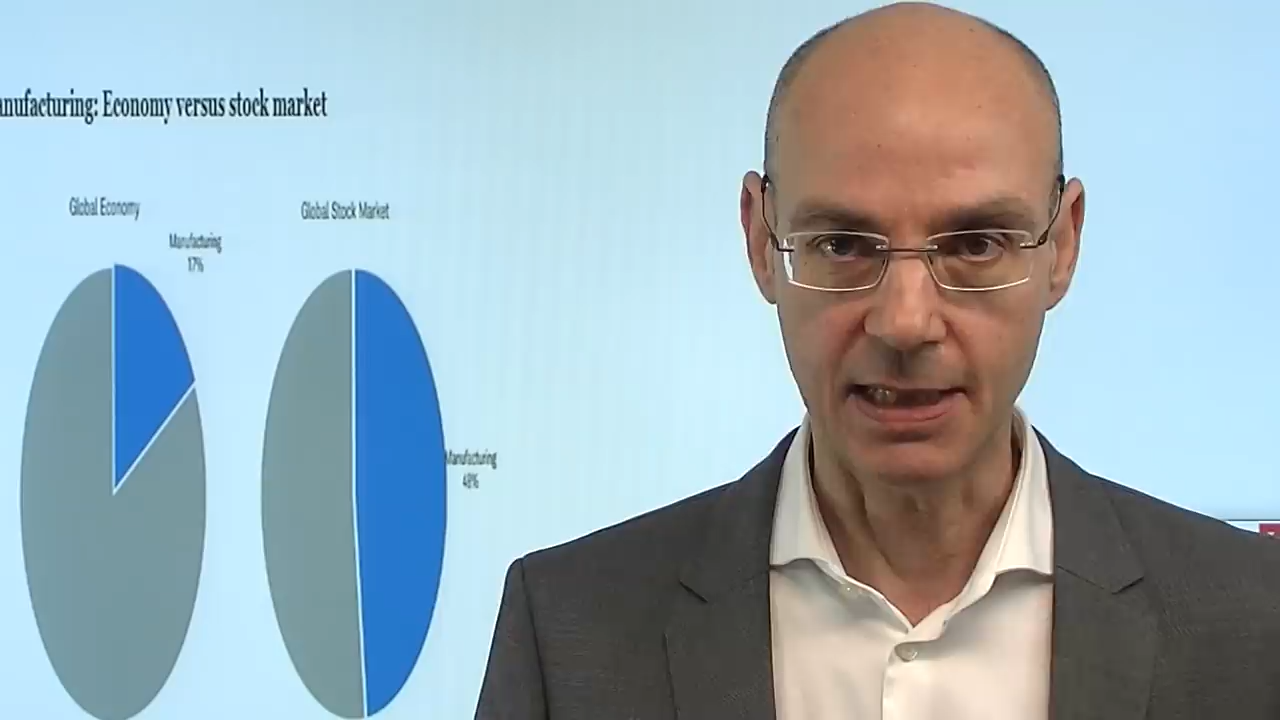 anufacturing: Economy versus stock market
Global Economy
Global Stock Market
Manufacturing
17%
Manufacturing
48%